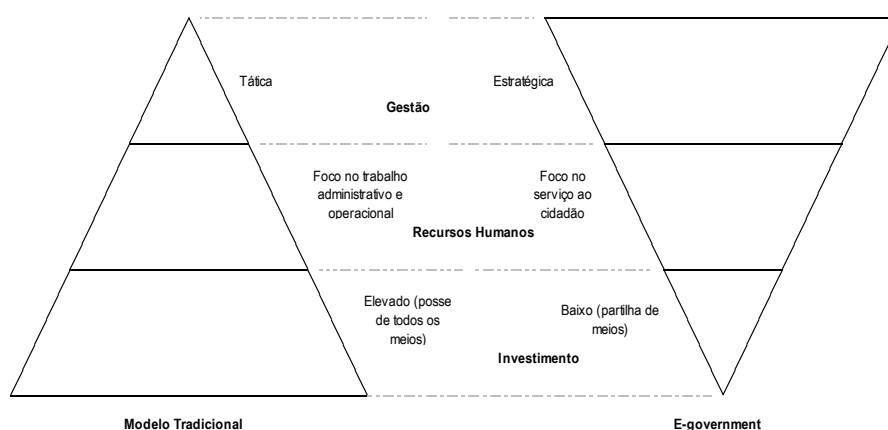 Tática
Estratégica
Gestão
Foco no trabalho
administrativo e
operacional
Foco no
serviço ao
cidadão
Recursos Humanos
Elevado (posse
de todos os
meios)
Baixo (partilha de
meios)
Investimento
Modelo Tradicional
E-government